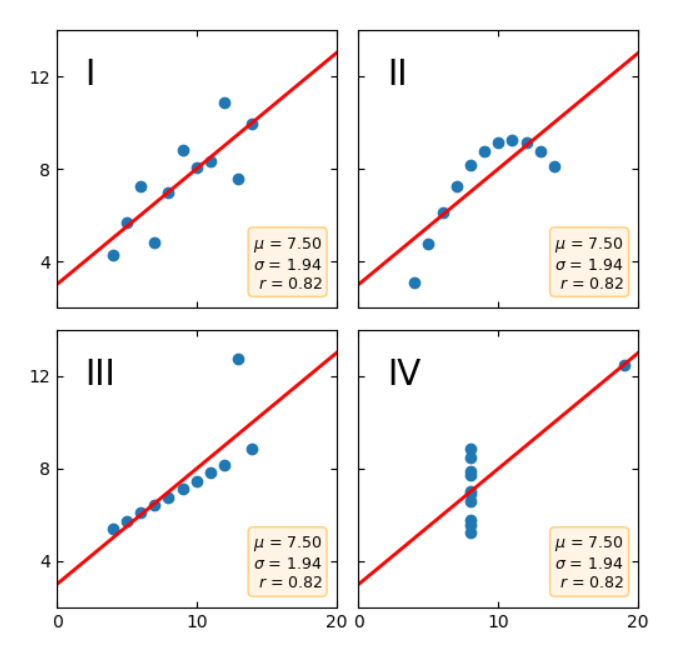 I
II
12
8
4
μ = 7.50
σ = 1.94
r = 0.82
μ = 7.50
σ = 1.94
r = 0.82
III
IV
12
8
4
μ = 7.50
σ = 1.94
r = 0.82
μ = 7.50
σ = 1.94
r = 0.82
0 10 20 0 10 20